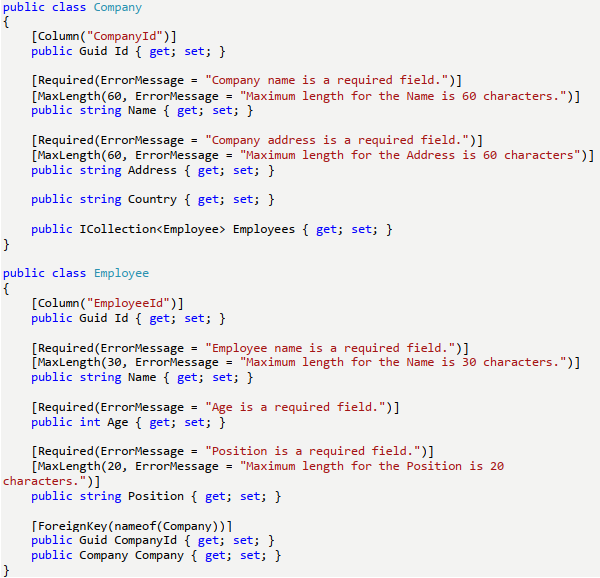 public class Company
{
[Column("CompanyId")]
public Guid Id { get; set; }
[Required(ErrorMessage = "Company name is a required field.")]
[MaxLength(60, ErrorMessage = "Maximum length for the Name is 60 characters.")]
public string Name { get; set; }
[Required(ErrorMessage = "Company address is a required field.")]
[MaxLength(60, ErrorMessage = "Maximum length for the Address is 60 characters")]
public string Address { get; set; }
public string Country { get; set; }
public ICollection<Employee> Employees { get; set; }
}
public class Employee
{
[Column("EmployeeId")]
public Guid Id { get; set; }
[Required(ErrorMessage = "Employee name is a required field.")]
[MaxLength(30, ErrorMessage = "Maximum length for the Name is 30 characters.")]
public string Name { get; set; }
[Required(ErrorMessage = "Age is a required field.")]
public int Age { get; set; }
[Required(ErrorMessage = "Position is a required field.")]
[MaxLength(20, ErrorMessage = "Maximum length for the Position is 20
characters.")]
public string Position { get; set; }
[ForeignKey(nameof(Company))]
public Guid CompanyId { get; set; }
public Company Company { get; set; }
}